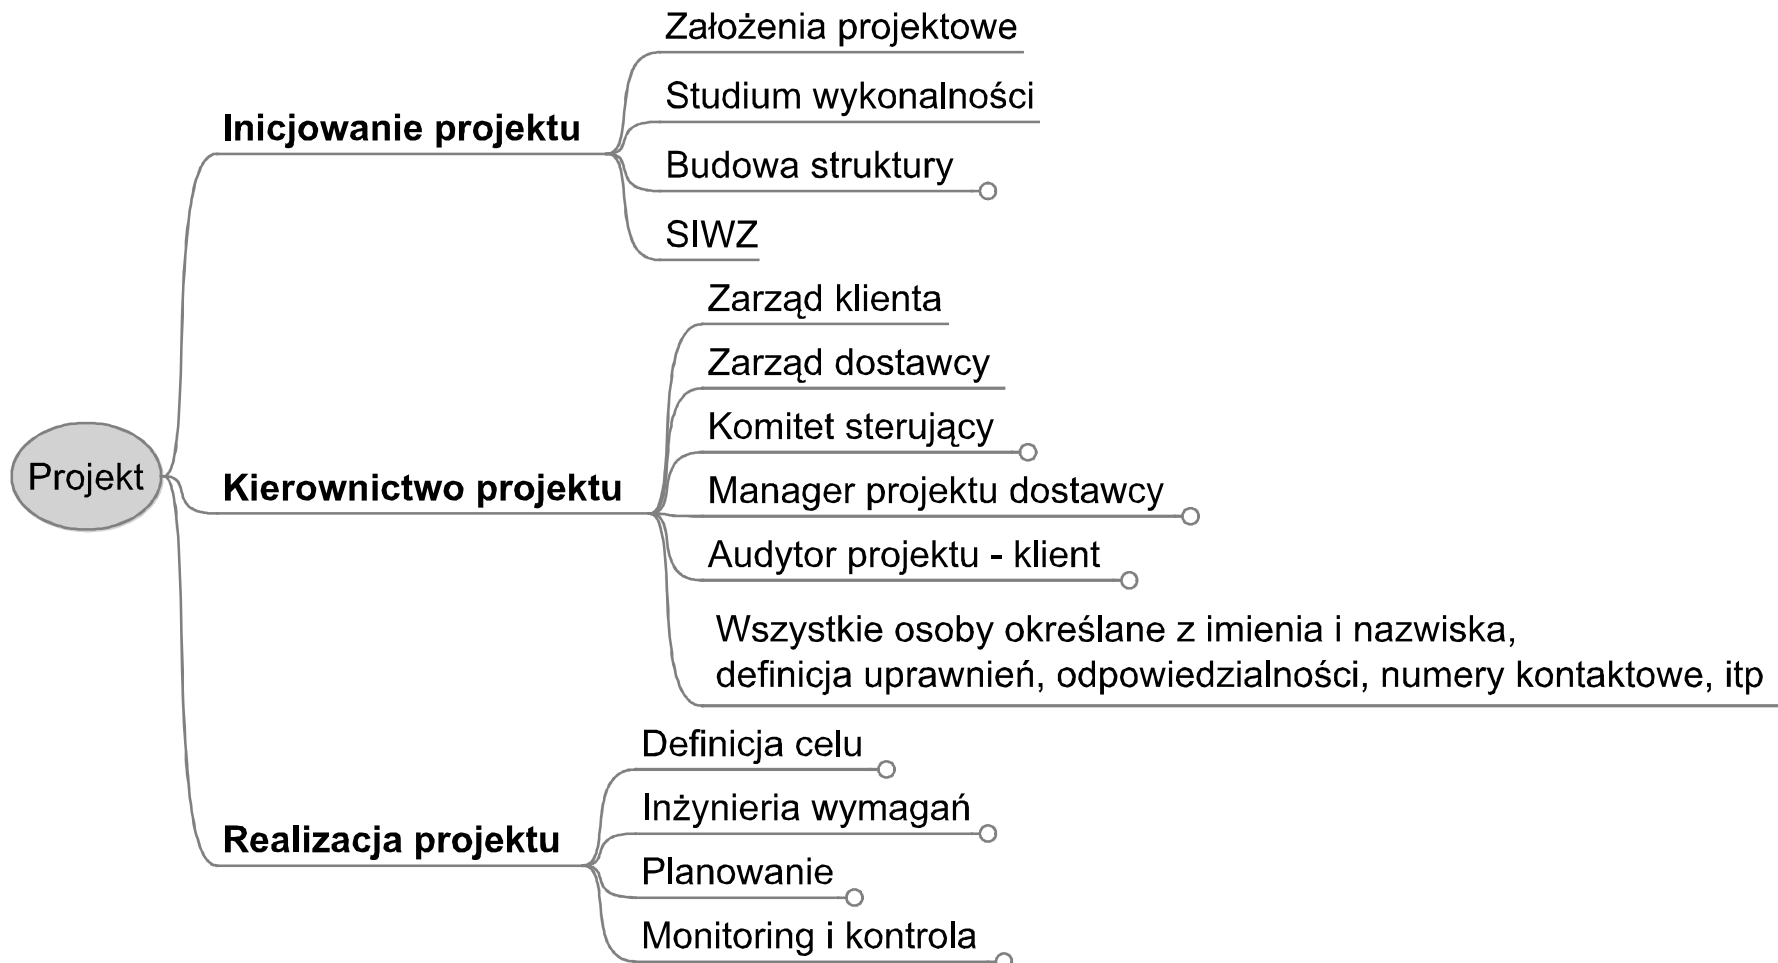 Projekt
Inicjowanie projektu
Założenia projektowe
Studium wykonalności
Budowa struktury
SIWZ
Kierownictwo projektu
Zarząd klienta
Zarząd dostawcy
Komitet sterujący
Manager projektu dostawcy
Audytor projektu - klient
Wszystkie osoby określane z imienia i nazwiska,
definicja uprawnień, odpowiedzialności, numery kontaktowe, itp
Realizacja projektu
Definicja celu
Inżynieria wymagań
Planowanie
Monitoring i kontrola